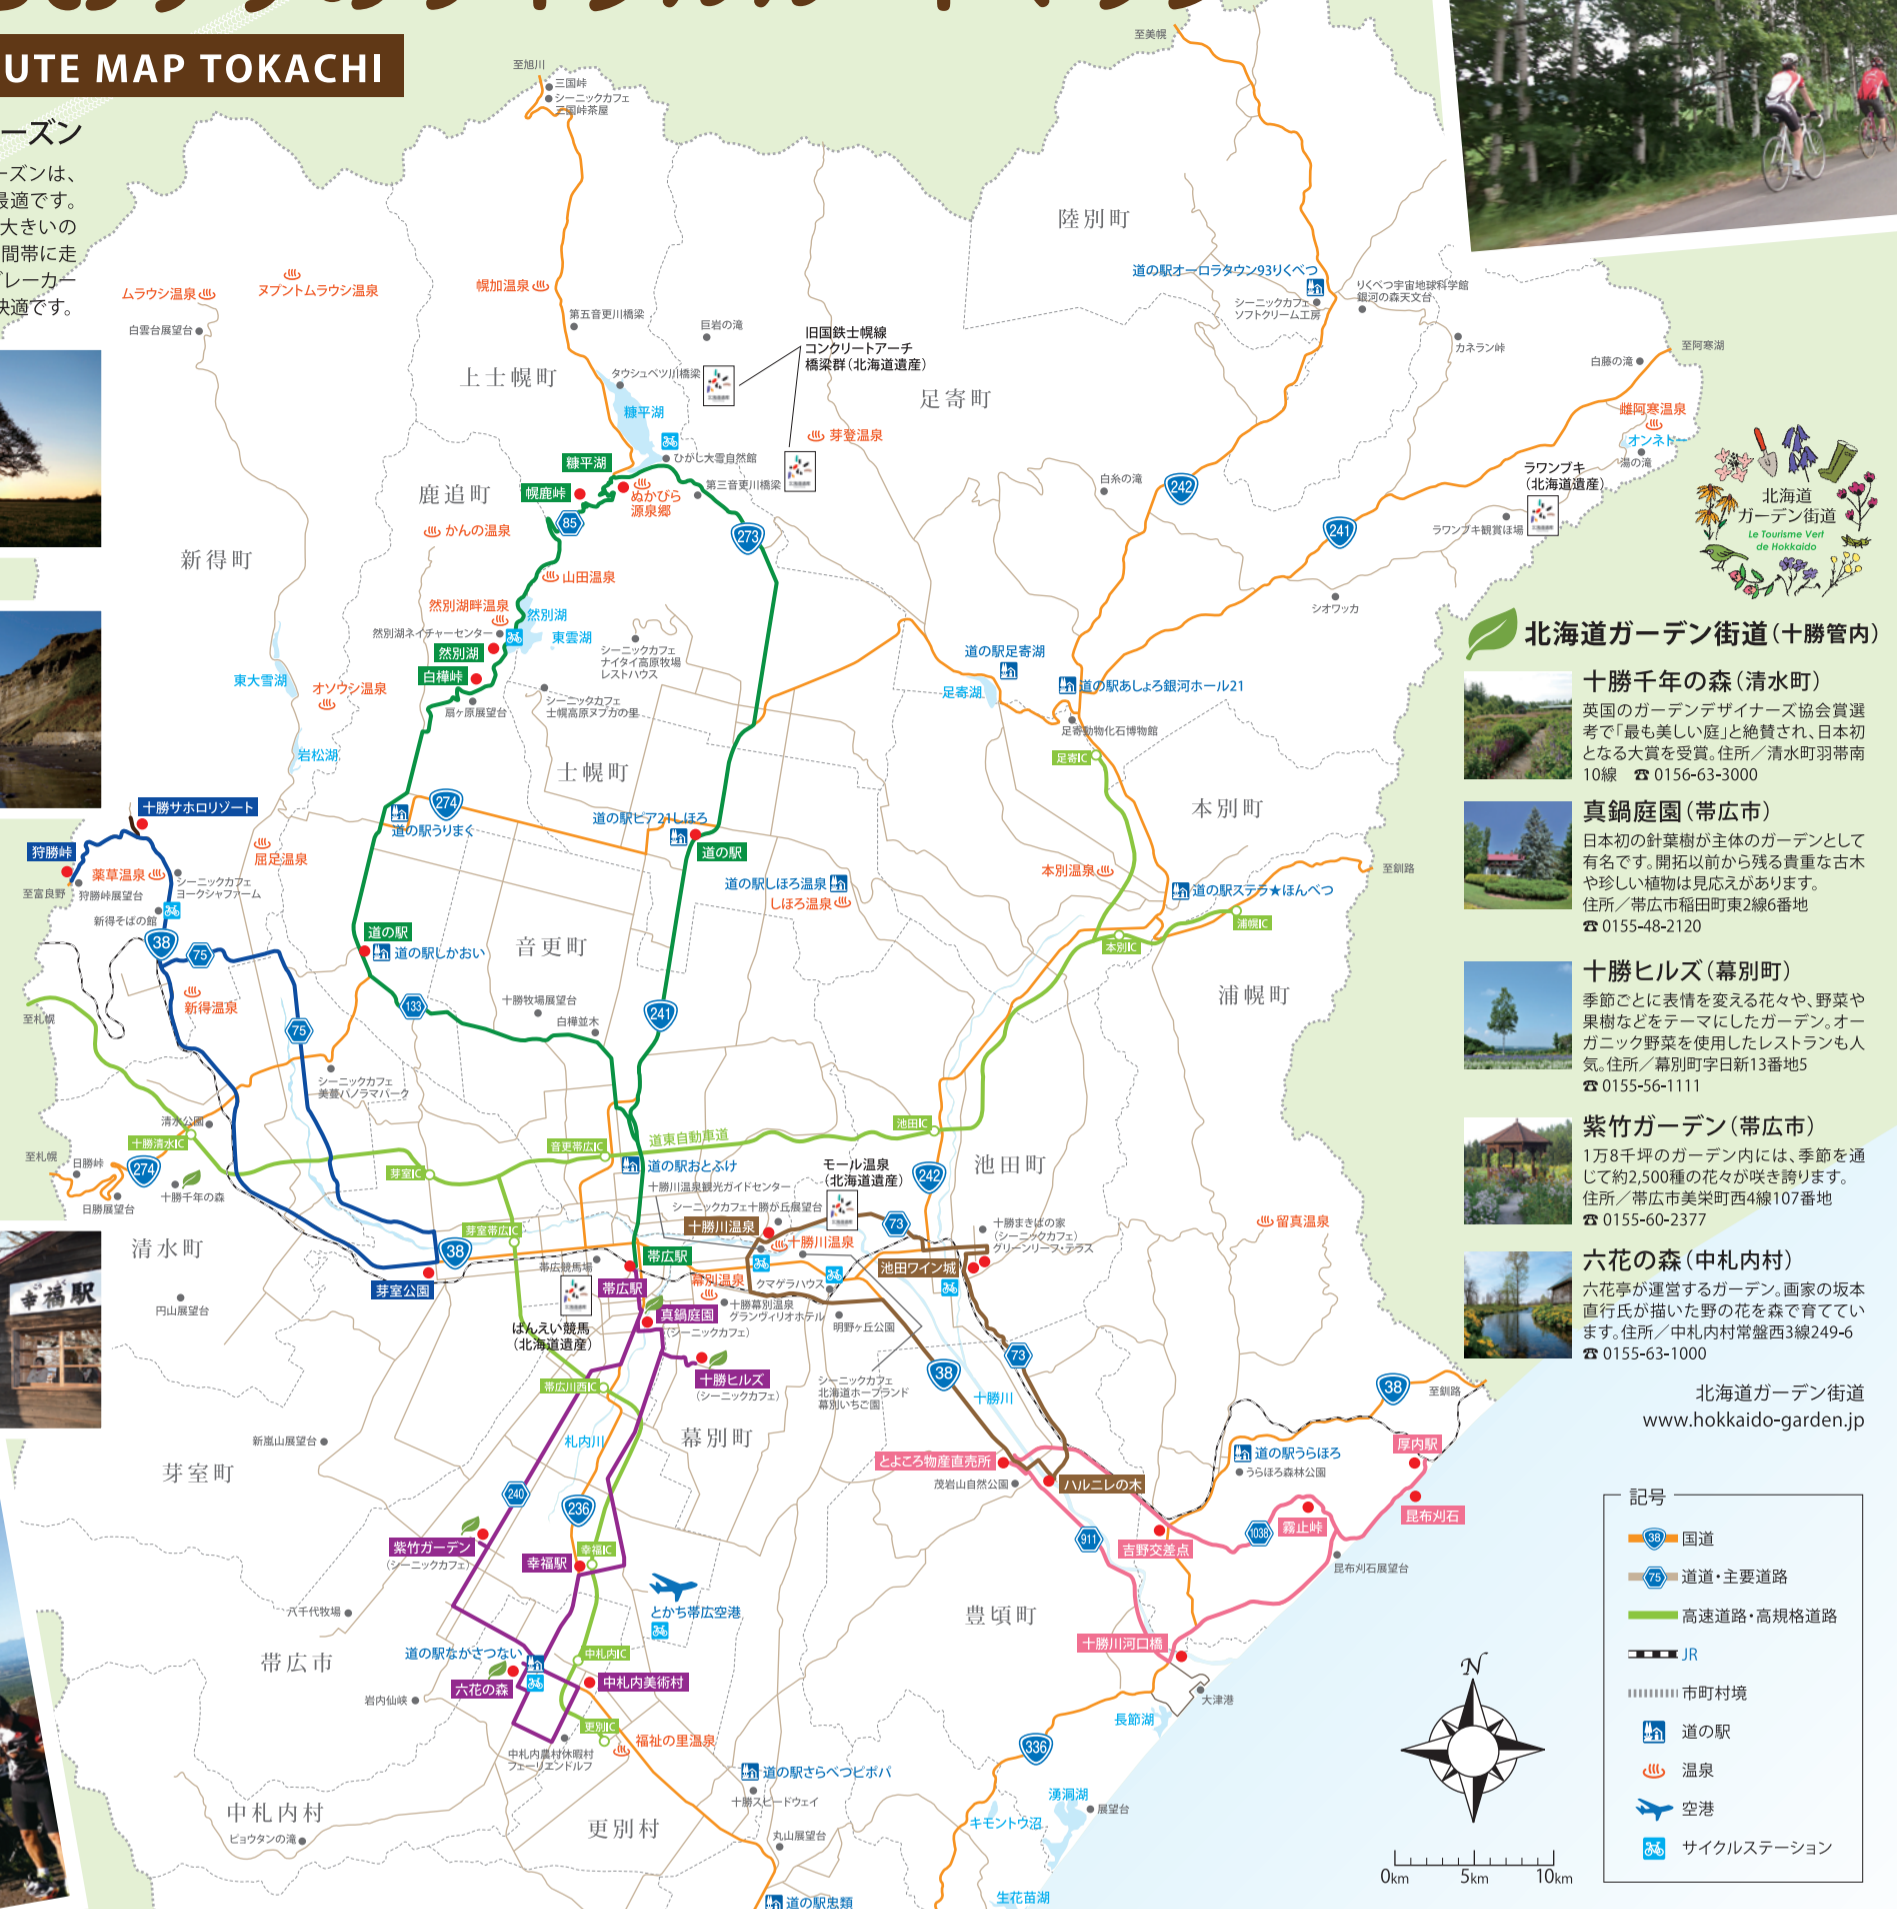 UTE MAP TOKACHI
ーズン
ーズンは、
最適です。
大きいの
間帯に走
ブレーカー
快適です。
至旭川
三国峠
シーニックカフェ
三国峠茶屋
至美幌
陸別町
道の駅オーロラタウン93りくべつ
シーニックカフェ
ソフトクリーム工房
りくべつ宇宙地球科学館
銀河の森天文台
カネラン峠
至阿寒湖
白藤の滝
雌阿寒温泉
オンネトー
湯の滝
ラワンブキ
(北海道遺産)
ラワンブキ観賞ほ場
ムラウシ温泉
ヌプントムラウシ温泉
白雲台展望台
幌加温泉
第五音更川橋梁
巨岩の滝
旧国鉄士幌線
コンクリートアーチ
橋梁群(北海道遺産)
上士幌町
タウシュベツ川橋梁
糠平湖
足寄町
芽登温泉
ひがし大雪自然館
糠平湖
幌鹿峠
ぬかびら
源泉郷
第三音更川橋梁
鹿追町
85
273
かんの温泉
白糸の滝
242
241
シオワッカ
新得町
山田温泉
然別湖畔温泉
然別湖
然別湖ネイチャーセンター
東雲湖
然別湖
白樺峠
シーニックカフェ
ナイタイ高原牧場
レストハウス
シーニックカフェ
士幌高原ヌプカの里
扇ヶ原展望台
東大雪湖
オソウシ温泉
岩松湖
道の駅足寄湖
足寄湖
道の駅あしょろ銀河ホール21
足寄動物化石博物館
足寄IC
士幌町
本別町
274
道の駅うりまく
道の駅ピア21しほろ
道の駅
道の駅しほろ温泉
しほろ温泉
本別温泉
道の駅ステラ★ほんべつ
至釧路
浦幌IC
本別IC
十勝サホロリゾート
狩勝峠
至富良野
狩勝峠展望台
薬草温泉
シーニックカフェ
ヨークシャファーム
屈足温泉
新得そばの館
38
75
道の駅
道の駅しかおい
音更町
浦幌町
新得温泉
75
133
十勝牧場展望台
白樺並木
241
至札幌
シーニックカフェ
美蔓パノラマパーク
清水公園
十勝清水IC
至札幌
日勝峠
274
日勝展望台
十勝千年の森
芽室IC
音更帯広IC
道東自動車道
池田IC
道の駅おとふけ
十勝川温泉観光ガイドセンター
シーニックカフェ十勝が丘展望台
モール温泉
(北海道遺産)
242
池田町
73
十勝川温泉
十勝川温泉
十勝まきばの家
(シーニックカフェ)
グリーンリーフ・テラス
留真温泉
清水町
円山展望台
38
芽室公園
芽室帯広IC
帯広競馬場
帯広駅
帯広駅
幕別温泉
クマゲラハウス
池田ワイン城
真鍋庭園
(シーニックカフェ)
十勝幕別温泉
グランヴィリオホテル
明野ヶ丘公園
ばんえい競馬
(北海道遺産)
十勝ヒルズ
(シーニックカフェ)
帯広川西IC
シーニックカフェ
北海道ホープランド
幕別いちご園
38
十勝川
73
38
至釧路
新嵐山展望台
札内川
幕別町
芽室町
とよころ物産直売所
茂岩山自然公園
ハルニレの木
道の駅うらほろ
うらほろ森林公園
厚内駅
昆布刈石
霧止峠
1038
昆布刈石展望台
911
吉野交差点
240
236
紫竹ガーデン
(シーニックカフェ)
幸福駅
幸福IC
とかち帯広空港
八千代牧場
豊頃町
十勝川河口橋
大津港
長節湖
帯広市
道の駅なかさつない
中札内IC
六花の森
中札内美術村
岩内仙峡
更別IC
福祉の里温泉
中札内農村休暇村
フェーリエンドルフ
336
道の駅さらべつピポパ
十勝スピードウェイ
湧洞湖
展望台
キモントウ沼
中札内村
ピョウタンの滝
更別村
丸山展望台
道の駅忠類
生花苗湖
幸福駅
北海道
ガーデン街道
Le Tourisme Vert
de Hokkaido
北海道ガーデン街道(十勝管内)
十勝千年の森(清水町)
英国のガーデンデザイナーズ協会賞選
考で「最も美しい庭」と絶賛され、日本初
となる大賞を受賞。住所/清水町羽帯南
10線 ☎ 0156-63-3000
真鍋庭園(帯広市)
日本初の針葉樹が主体のガーデンとして
有名です。開拓以前から残る貴重な古木
や珍しい植物は見応えがあります。
住所/帯広市稲田町東2線6番地
☎ 0155-48-2120
十勝ヒルズ(幕別町)
季節ごとに表情を変える花々や、野菜や
果樹などをテーマにしたガーデン。オー
ガニック野菜を使用したレストランも人
気。住所/幕別町字日新13番地5
☎ 0155-56-1111
紫竹ガーデン(帯広市)
1万8千坪のガーデン内には、季節を通
じて約2,500種の花々が咲き誇ります。
住所/帯広市美栄町西4線107番地
☎ 0155-60-2377
六花の森(中札内村)
六花亭が運営するガーデン。画家の坂本
直行氏が描いた野の花を森で育ててい
ます。住所/中札内村常盤西3線249-6
☎ 0155-63-1000
北海道ガーデン街道
www.hokkaido-garden.jp
記号
38 国道
75 道道・主要道路
高速道路・高規格道路
JR
市町村境
道の駅
温泉
空港
サイクルステーション
N
0km 5km 10km